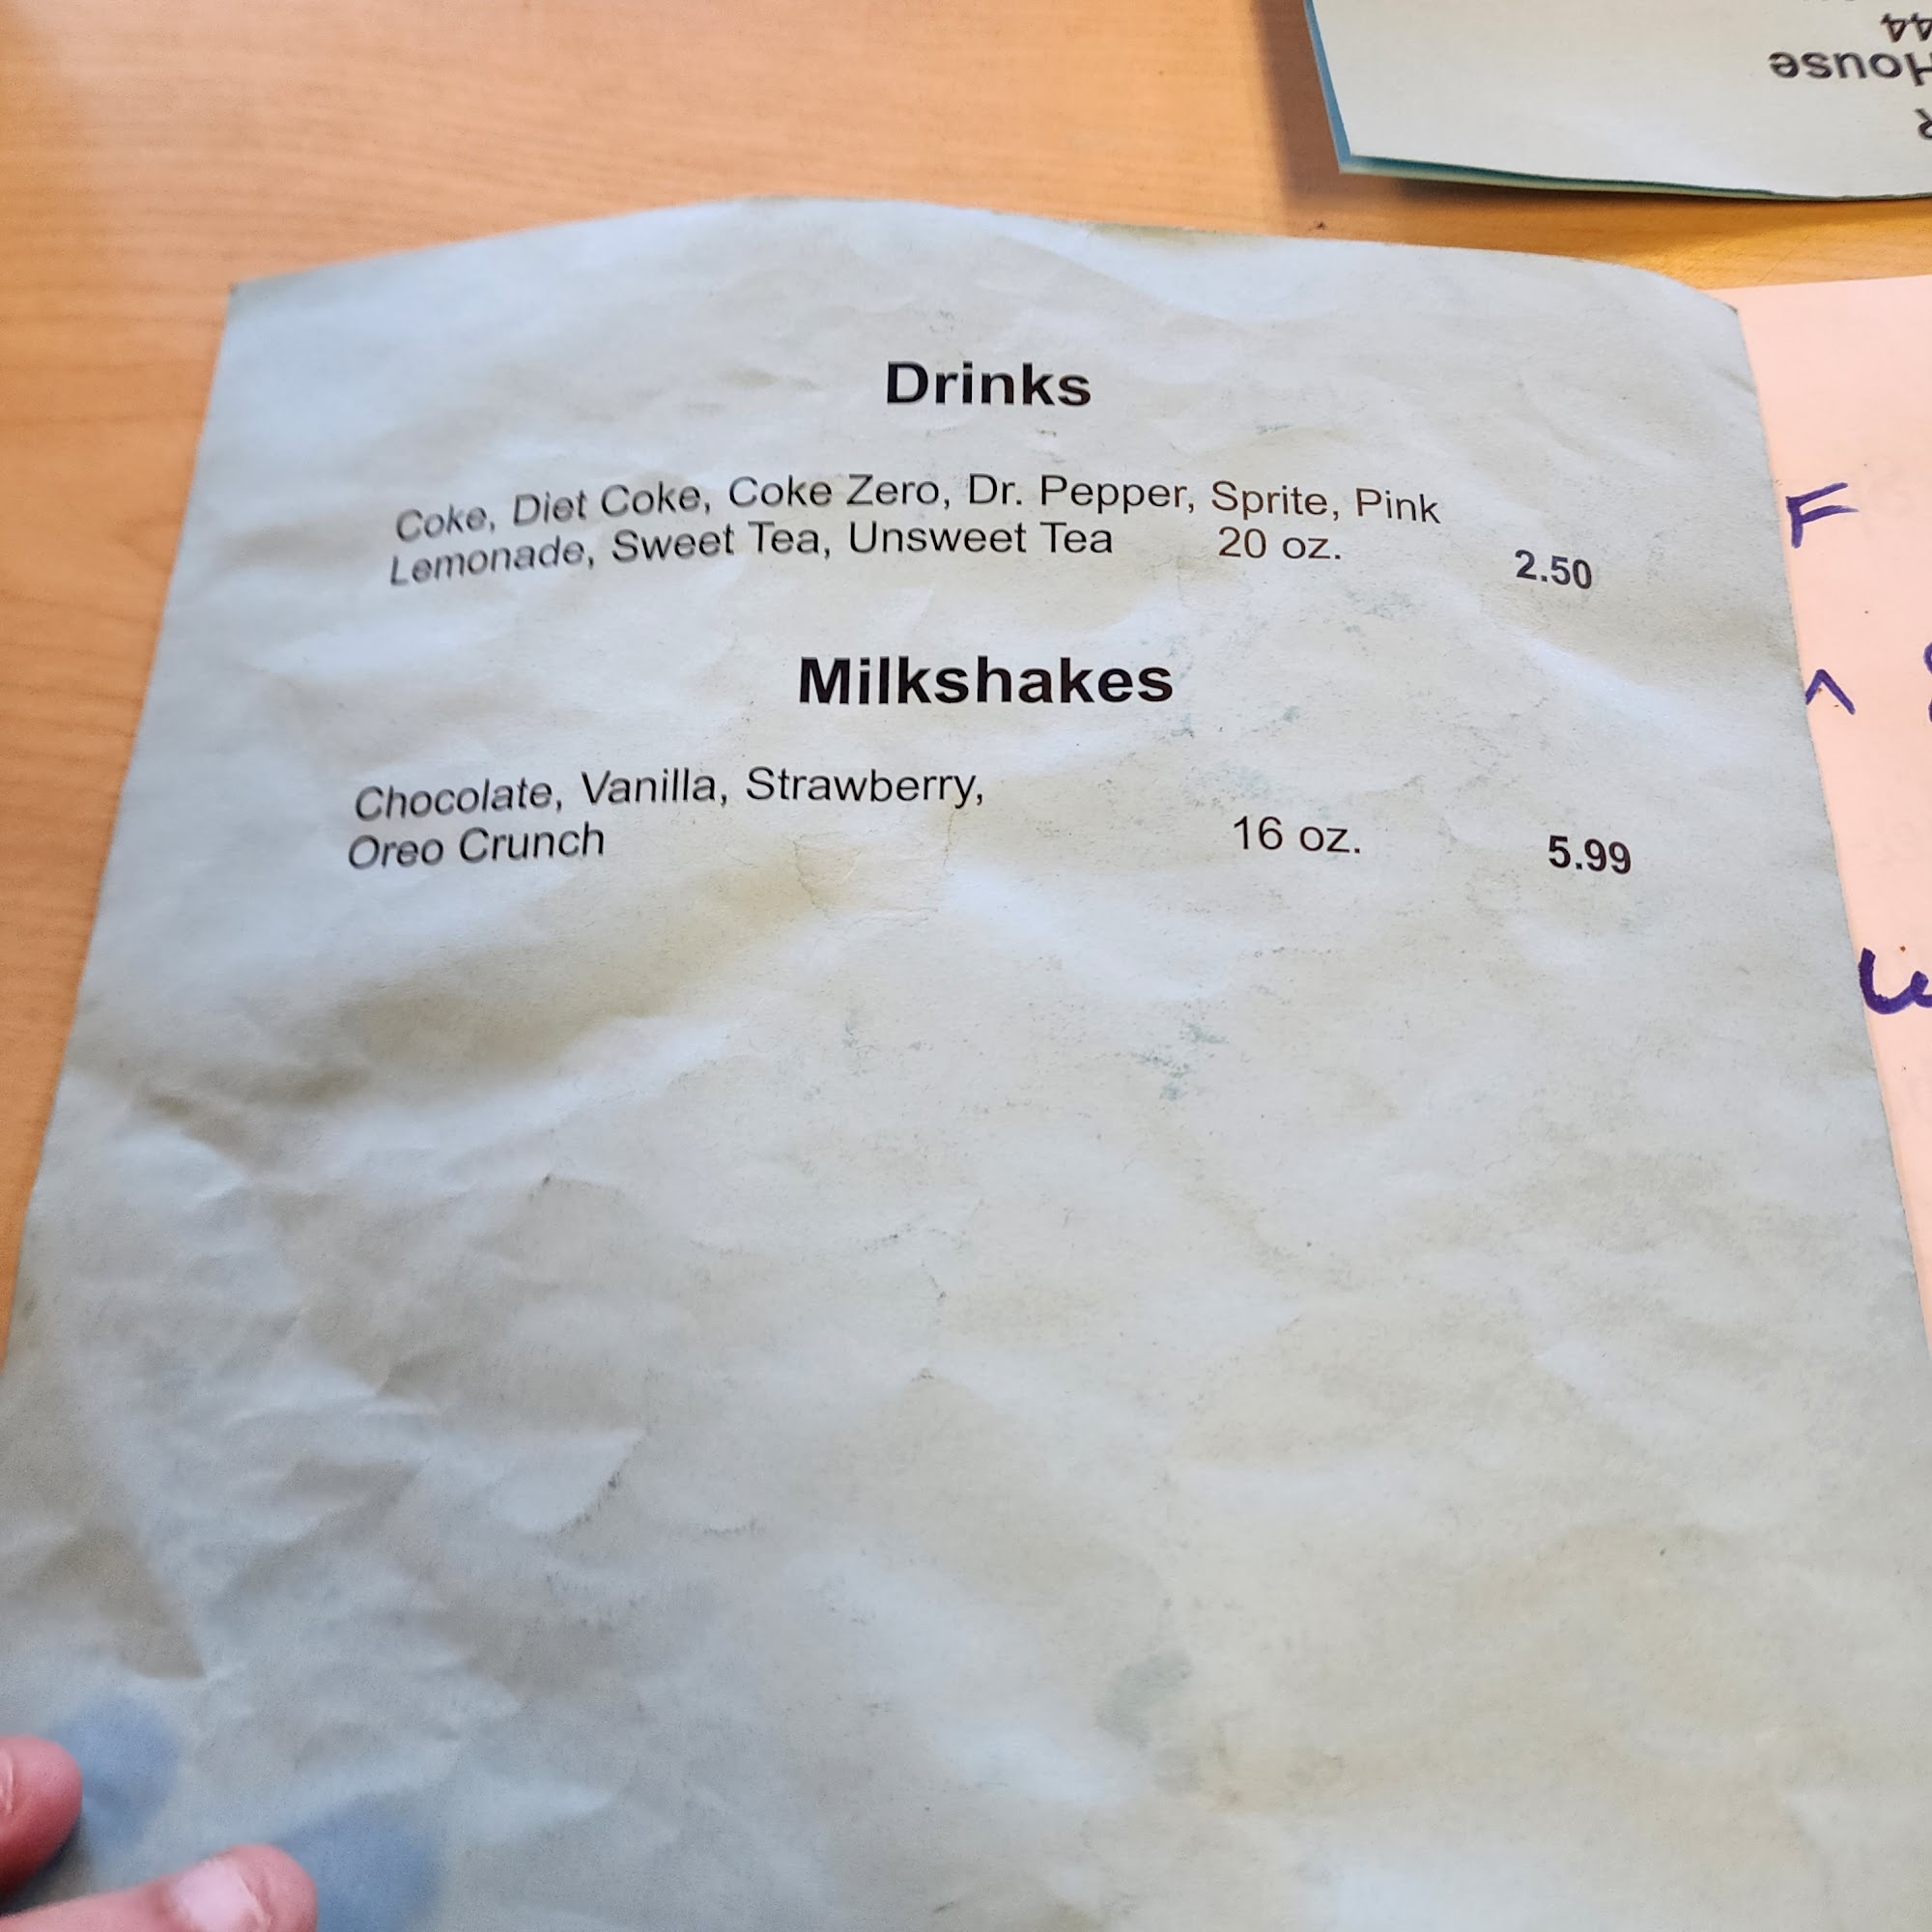 44
House
Drinks
Coke, Diet Coke, Coke Zero, Dr. Pepper, Sprite, Pink
Lemonade, Sweet Tea, Unsweet Tea 20 oz. 2.50
Milkshakes
Chocolate, Vanilla, Strawberry,
Oreo Crunch 16 oz. 5.99
F